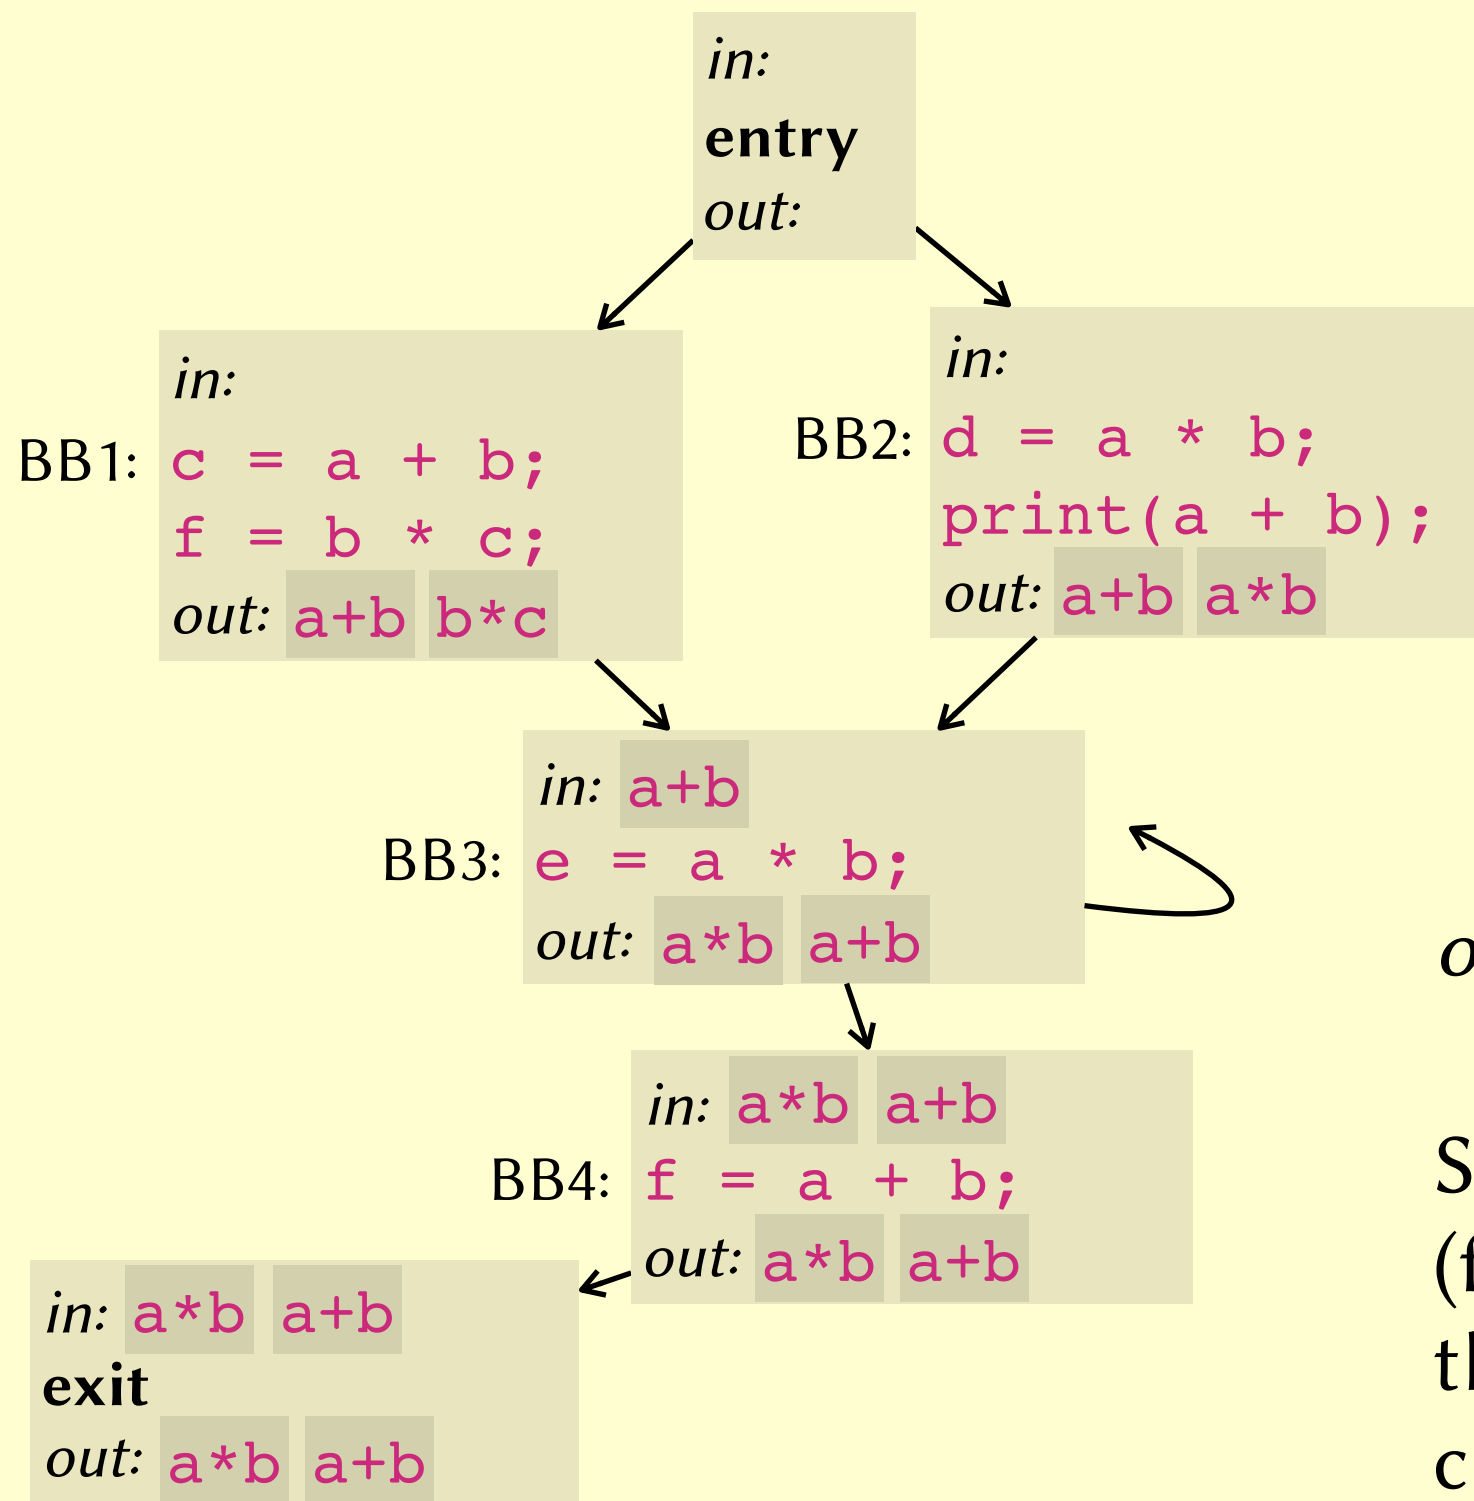 in:
entry
out:
in:
BB1: c = a + b;
f = b * c;
out: a+b b*c
in:
BB2: d = a * b;
print(a + b);
out: a+b a*b
in: a+b
BB3: e = a * b;
out: a*b a+b
in: a*b a+b
BB4: f = a + b;
out: a*b a+b
in: a*b a+b
exit
out: a*b a+b